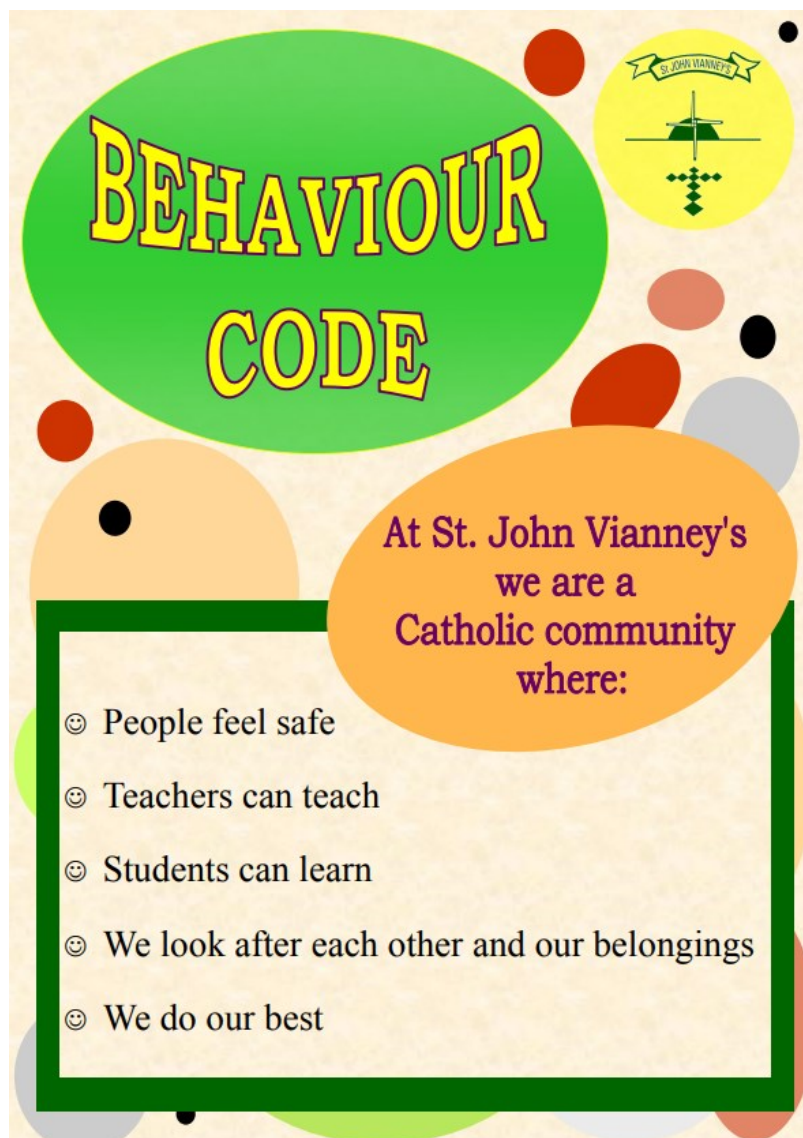 St JOHN VIANNEY'S
BEHAVIOUR
CODE
At St. John Vianney's
we are a
Catholic community
where:
People feel safe
Teachers can teach
Students can learn
We look after each other and our belongings
We do our best